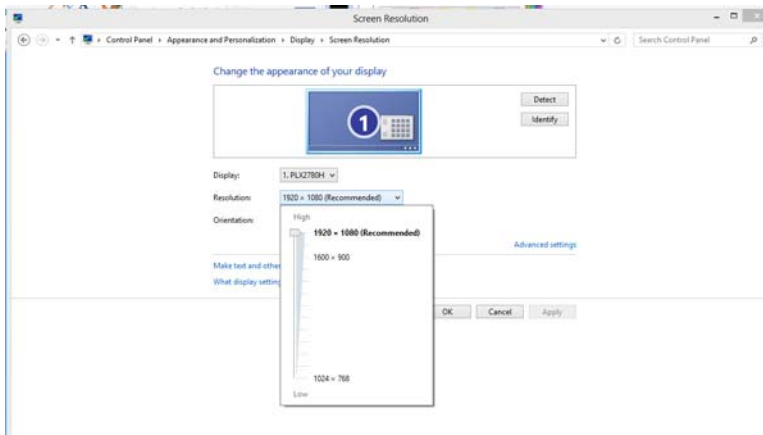 Screen Resolution
Control Panel ▸ Appearance and Personalization ▸ Display ▸ Screen Resolution
Search Control Panel
Change the appearance of your display
1
Detect
Identify
Display: 1. PLX2780H
Resolution: 1920 × 1080 (Recommended)
Orientation:
High
1920 × 1080 (Recommended)
1600 × 900
Advanced settings
Make text and other
What display setting
OK Cancel Apply
1024 × 768
Low